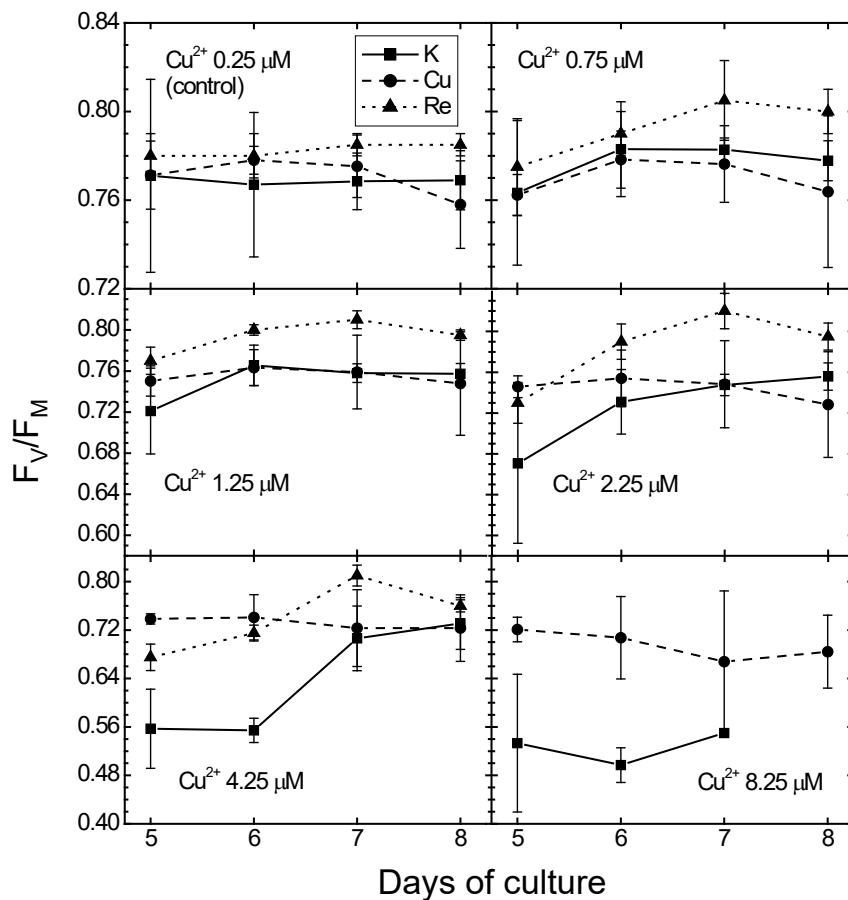 0.84
0.80
0.76
0.72
Cu²⁺ 0.25 μM
(control)
K
Cu
Re
Cu²⁺ 0.75 μM
0.80
0.76
0.72
0.68
0.64
0.60
Cu²⁺ 1.25 μM
Cu²⁺ 2.25 μM
0.80
0.72
0.64
0.56
0.48
0.40
Cu²⁺ 4.25 μM
Cu²⁺ 8.25 μM
5 6 7 8
5 6 7 8
F_V/F_M
Days of culture